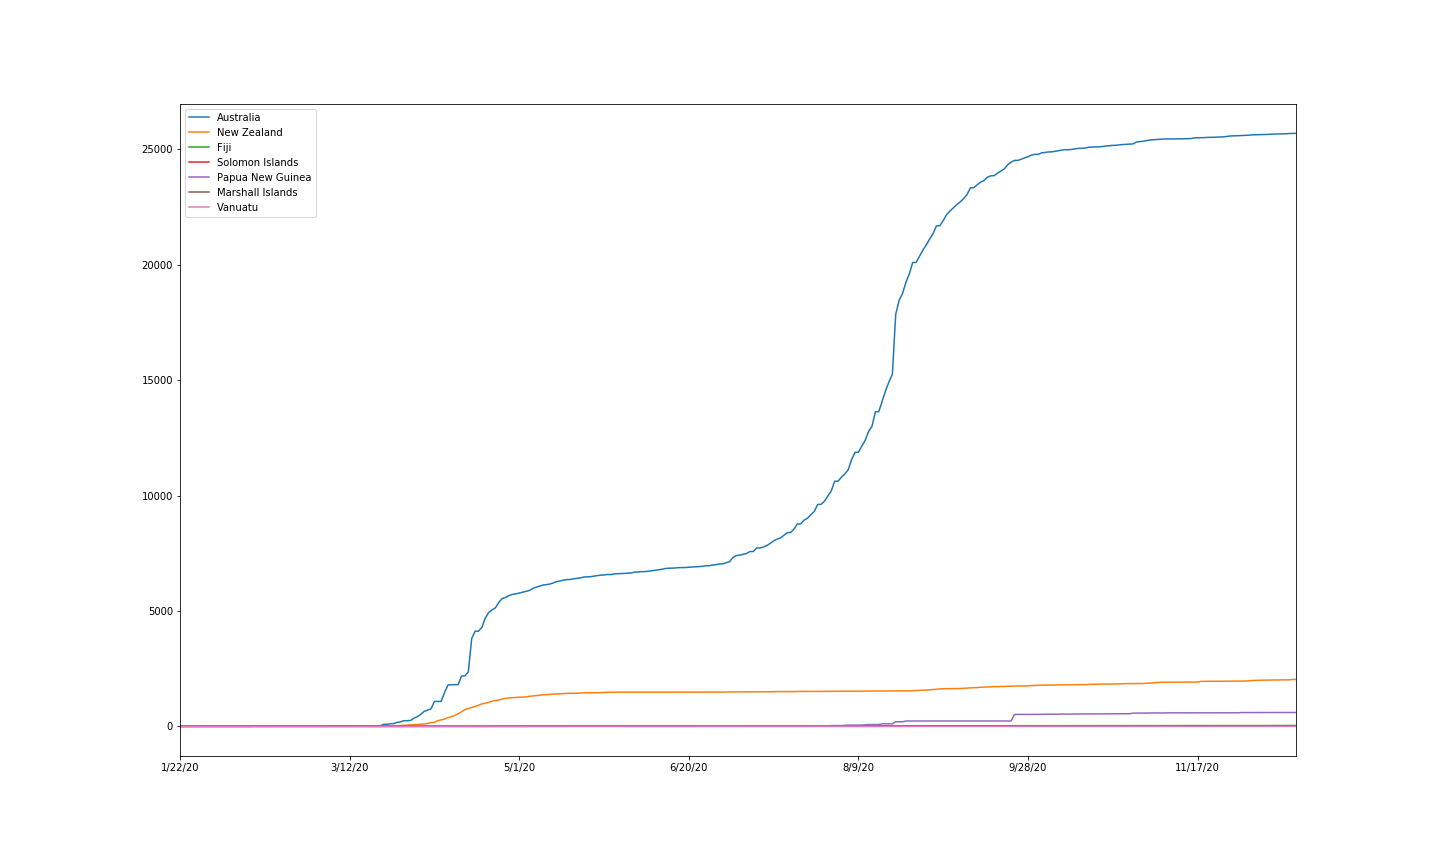 Australia
New Zealand
Fiji
Solomon Islands
Papua New Guinea
Marshall Islands
Vanuatu
25000
20000
15000
10000
5000
0
1/22/20 3/12/20 5/1/20 6/20/20 8/9/20 9/28/20 11/17/20